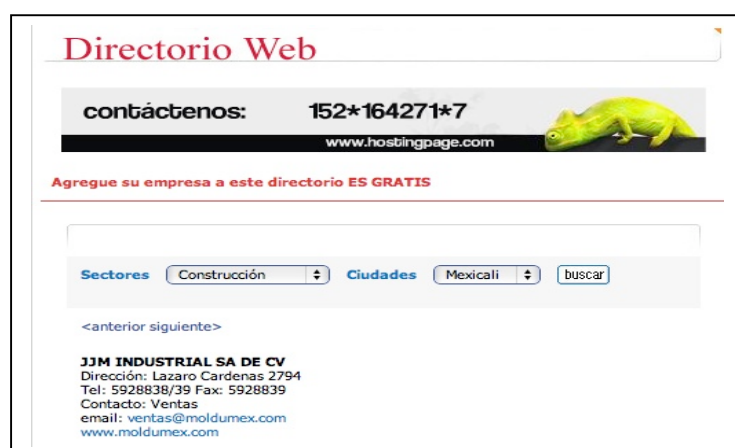 Directorio Web
contáctenos: 152*164271*7
www.hostingpage.com
Agregue su empresa a este directorio ES GRATIS
Sectores Construcción Ciudades Mexicali buscar
<anterior siguiente>
JJM INDUSTRIAL SA DE CV
Dirección: Lazaro Cardenas 2794
Tel: 5928838/39 Fax: 5928839
Contacto: Ventas
email: ventas@moldumex.com
www.moldumex.com